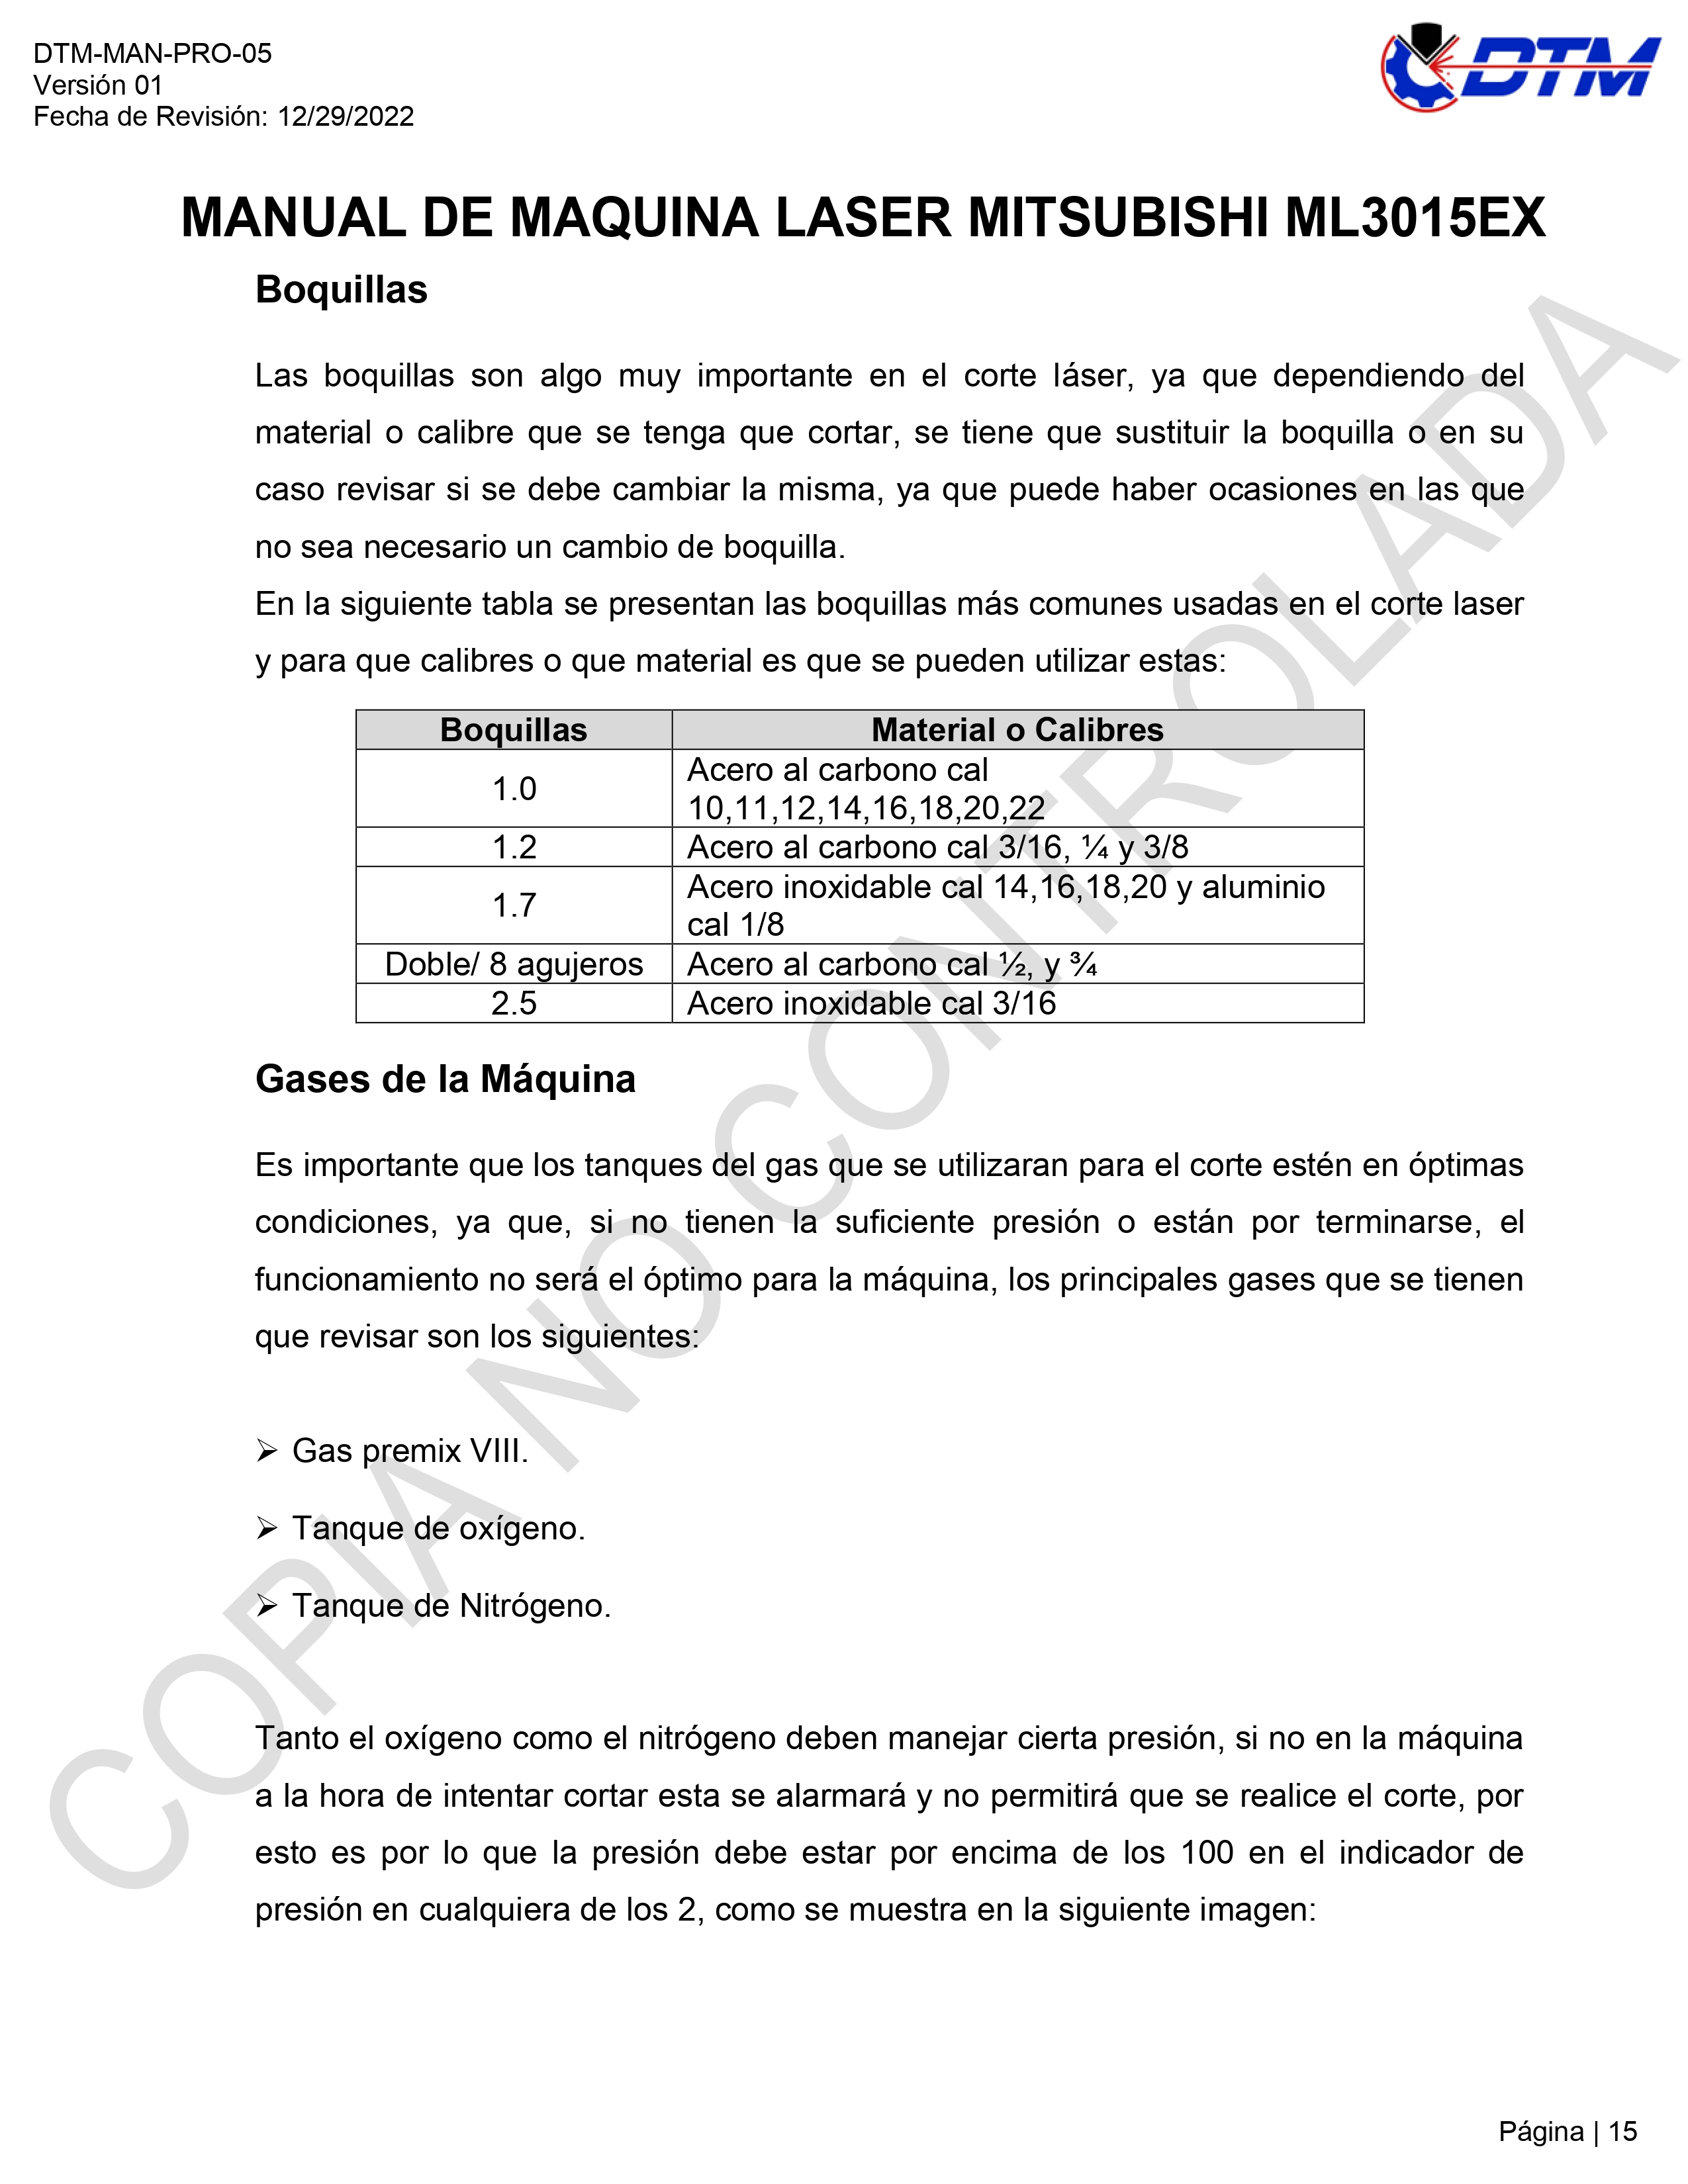 DTM-MAN-PRO-05
Versión 01
Fecha de Revisión: 12/29/2022
DTM
MANUAL DE MAQUINA LASER MITSUBISHI ML3015EX
Boquillas
Las boquillas son algo muy importante en el corte láser, ya que dependiendo del
material o calibre que se tenga que cortar, se tiene que sustituir la boquilla o en su
caso revisar si se debe cambiar la misma, ya que puede haber ocasiones en las que
no sea necesario un cambio de boquilla.
En la siguiente tabla se presentan las boquillas más comunes usadas en el corte laser
y para que calibres o que material es que se pueden utilizar estas:
Boquillas Material o Calibres
1.0 Acero al carbono cal
10,11,12,14,16,18,20,22
1.2 Acero al carbono cal 3/16, ¼ y 3/8
1.7 Acero inoxidable cal 14,16,18,20 y aluminio
cal 1/8
Doble/ 8 agujeros Acero al carbono cal ½, y ¾
2.5 Acero inoxidable cal 3/16
Gases de la Máquina
Es importante que los tanques del gas que se utilizaran para el corte estén en óptimas
condiciones, ya que, si no tienen la suficiente presión o están por terminarse, el
funcionamiento no será el óptimo para la máquina, los principales gases que se tienen
que revisar son los siguientes:
➢ Gas premix VIII.
➢ Tanque de oxígeno.
➢ Tanque de Nitrógeno.
Tanto el oxígeno como el nitrógeno deben manejar cierta presión, si no en la máquina
a la hora de intentar cortar esta se alarmará y no permitirá que se realice el corte, por
esto es por lo que la presión debe estar por encima de los 100 en el indicador de
presión en cualquiera de los 2, como se muestra en la siguiente imagen:
Página | 15
COPIA NO CONTROLADA